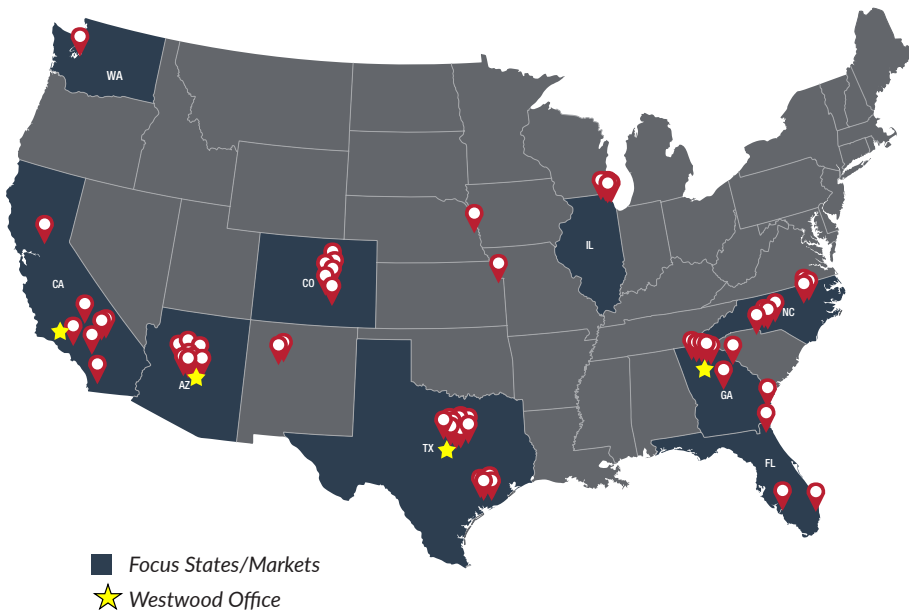 WA
IL
CO
CA
NC
AZ
GA
TX
FL
Focus States/Markets
Westwood Office